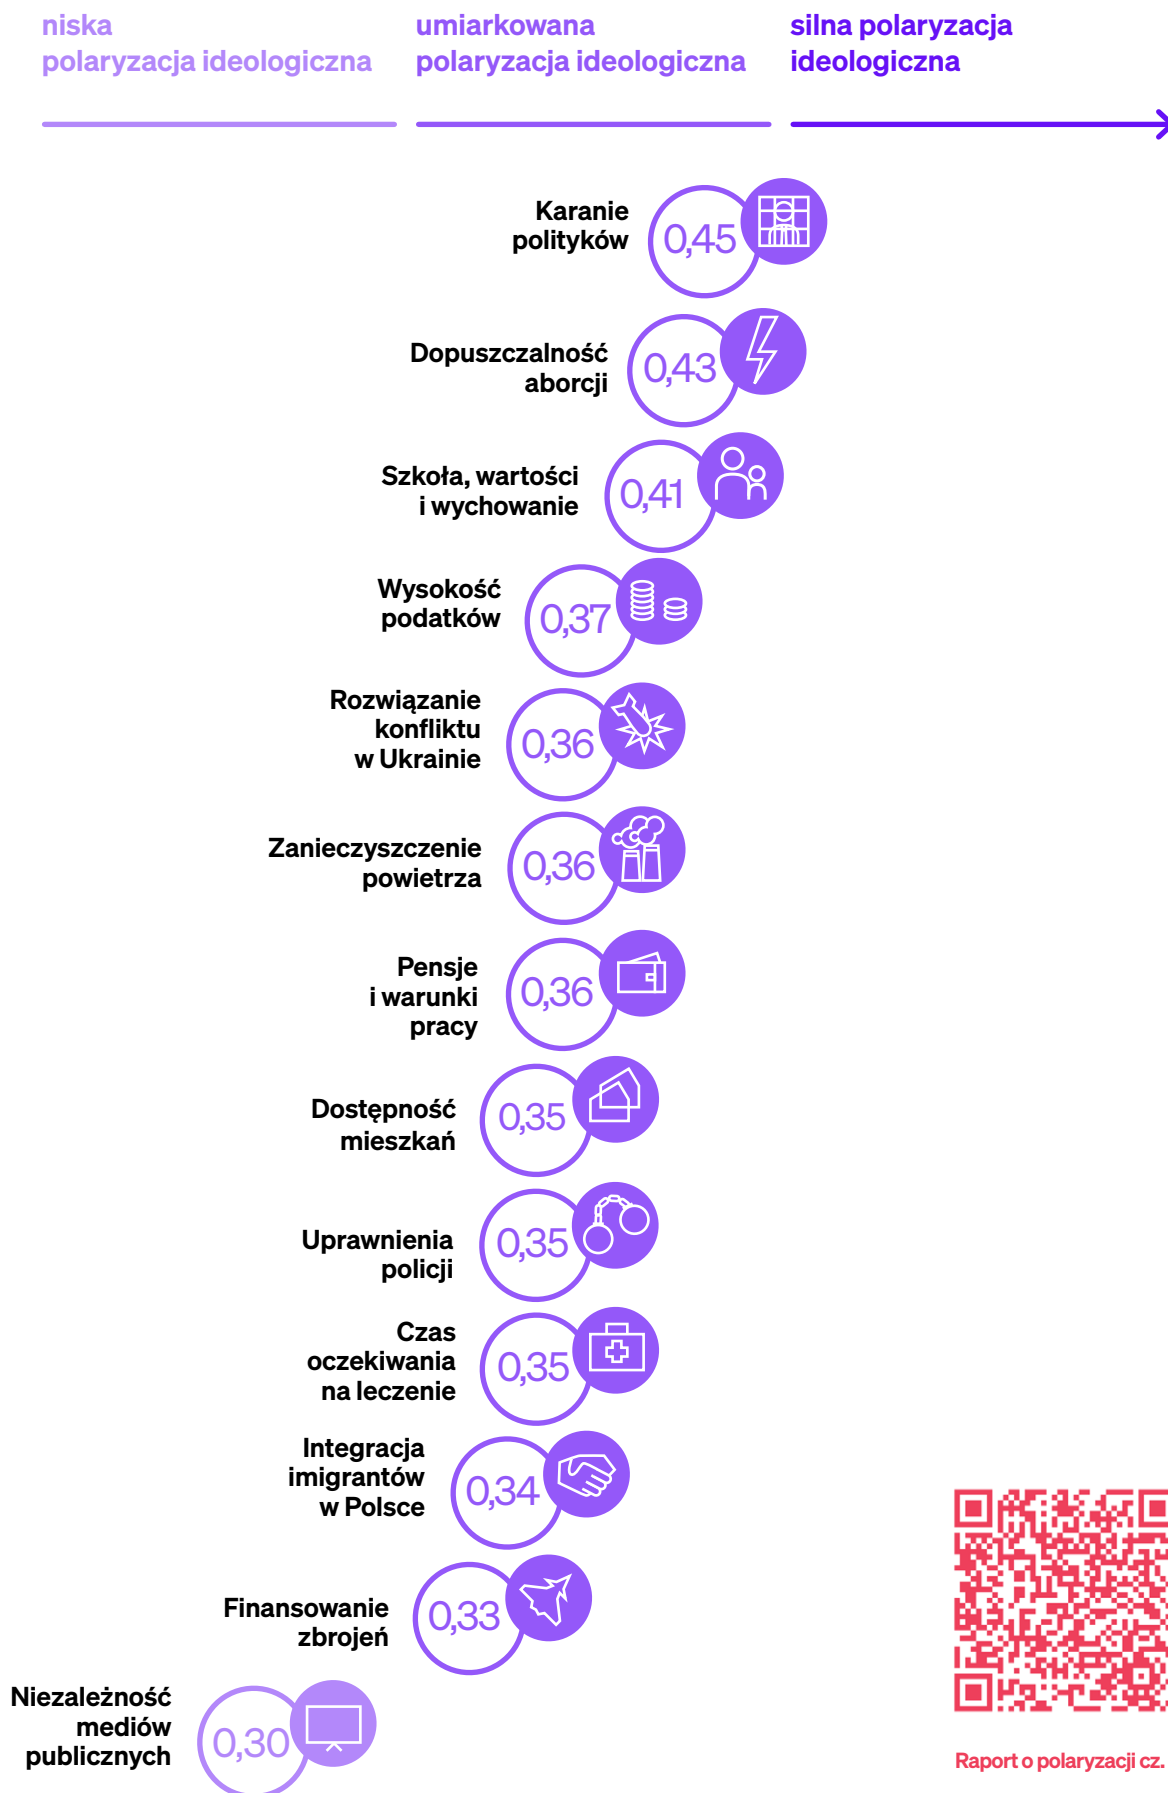 niska
polaryzacja ideologiczna
umiarkowana
polaryzacja ideologiczna
silna polaryzacja
ideologiczna
Karanie
polityków
0,45
Dopuszczalność
aborcji
0,43
Szkoła, wartości
i wychowanie
0,41
Wysokość
podatków
0,37
Rozwiązanie
konfliktu
w Ukrainie
0,36
Zanieczyszczenie
powietrza
0,36
Pensje
i warunki
pracy
0,36
Dostępność
mieszkań
0,35
Uprawnienia
policji
0,35
Czas
oczekiwania
na leczenie
0,35
Integracja
imigrantów
w Polsce
0,34
Finansowanie
zbrojeń
0,33
Niezależność
mediów
publicznych
0,30
Raport o polaryzacji cz.